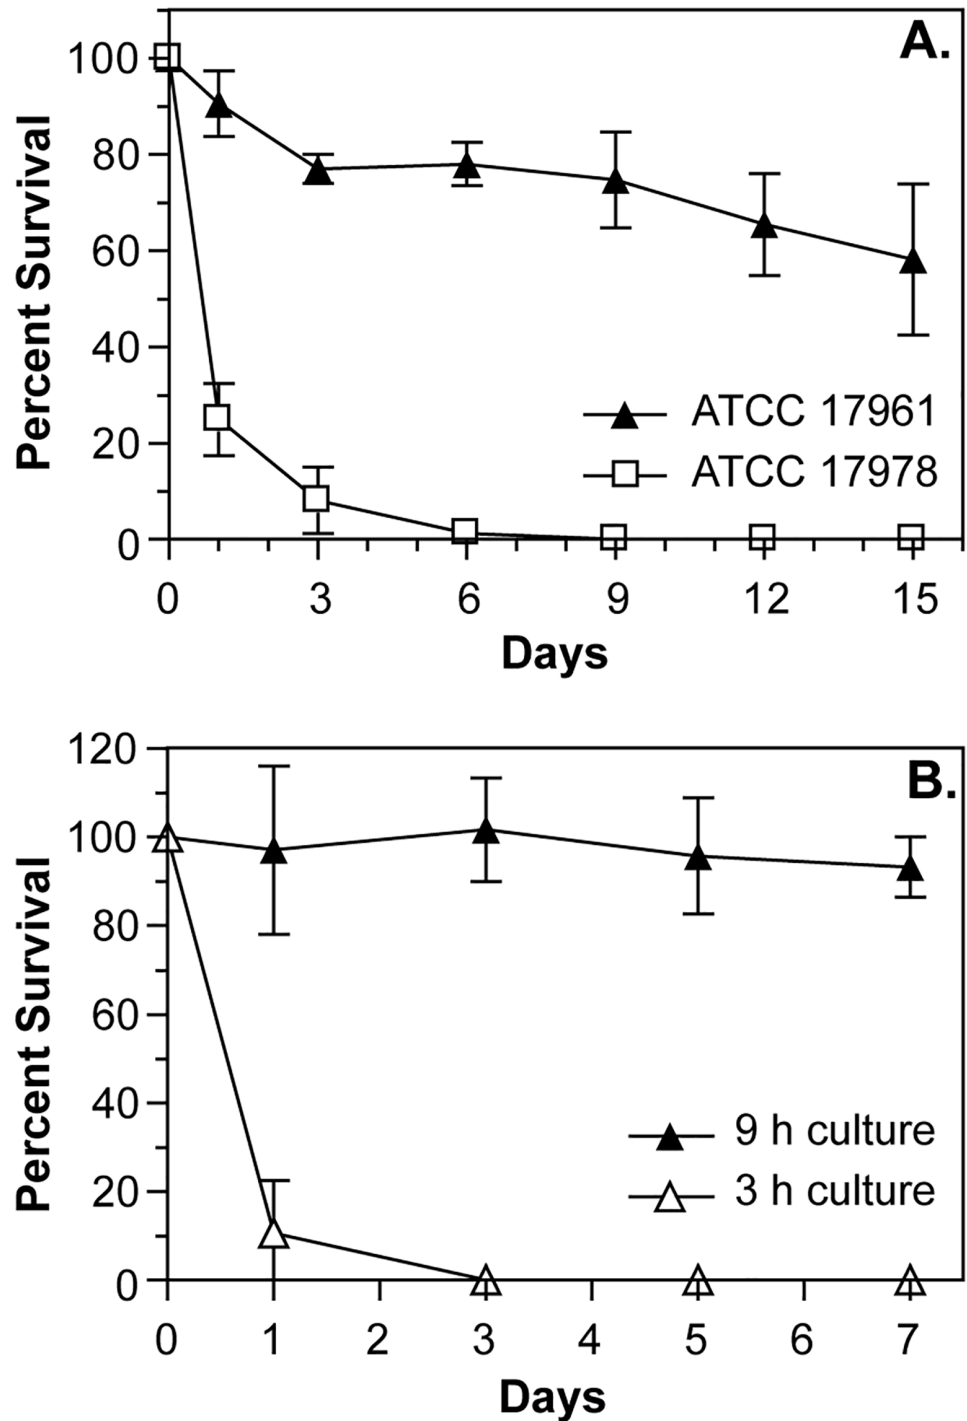 A.
Percent Survival
100
80
60
40
20
0
ATCC 17961
ATCC 17978
0 3 6 9 12 15
Days
B.
Percent Survival
120
100
80
60
40
20
0
9 h culture
3 h culture
0 1 2 3 4 5 6 7
Days